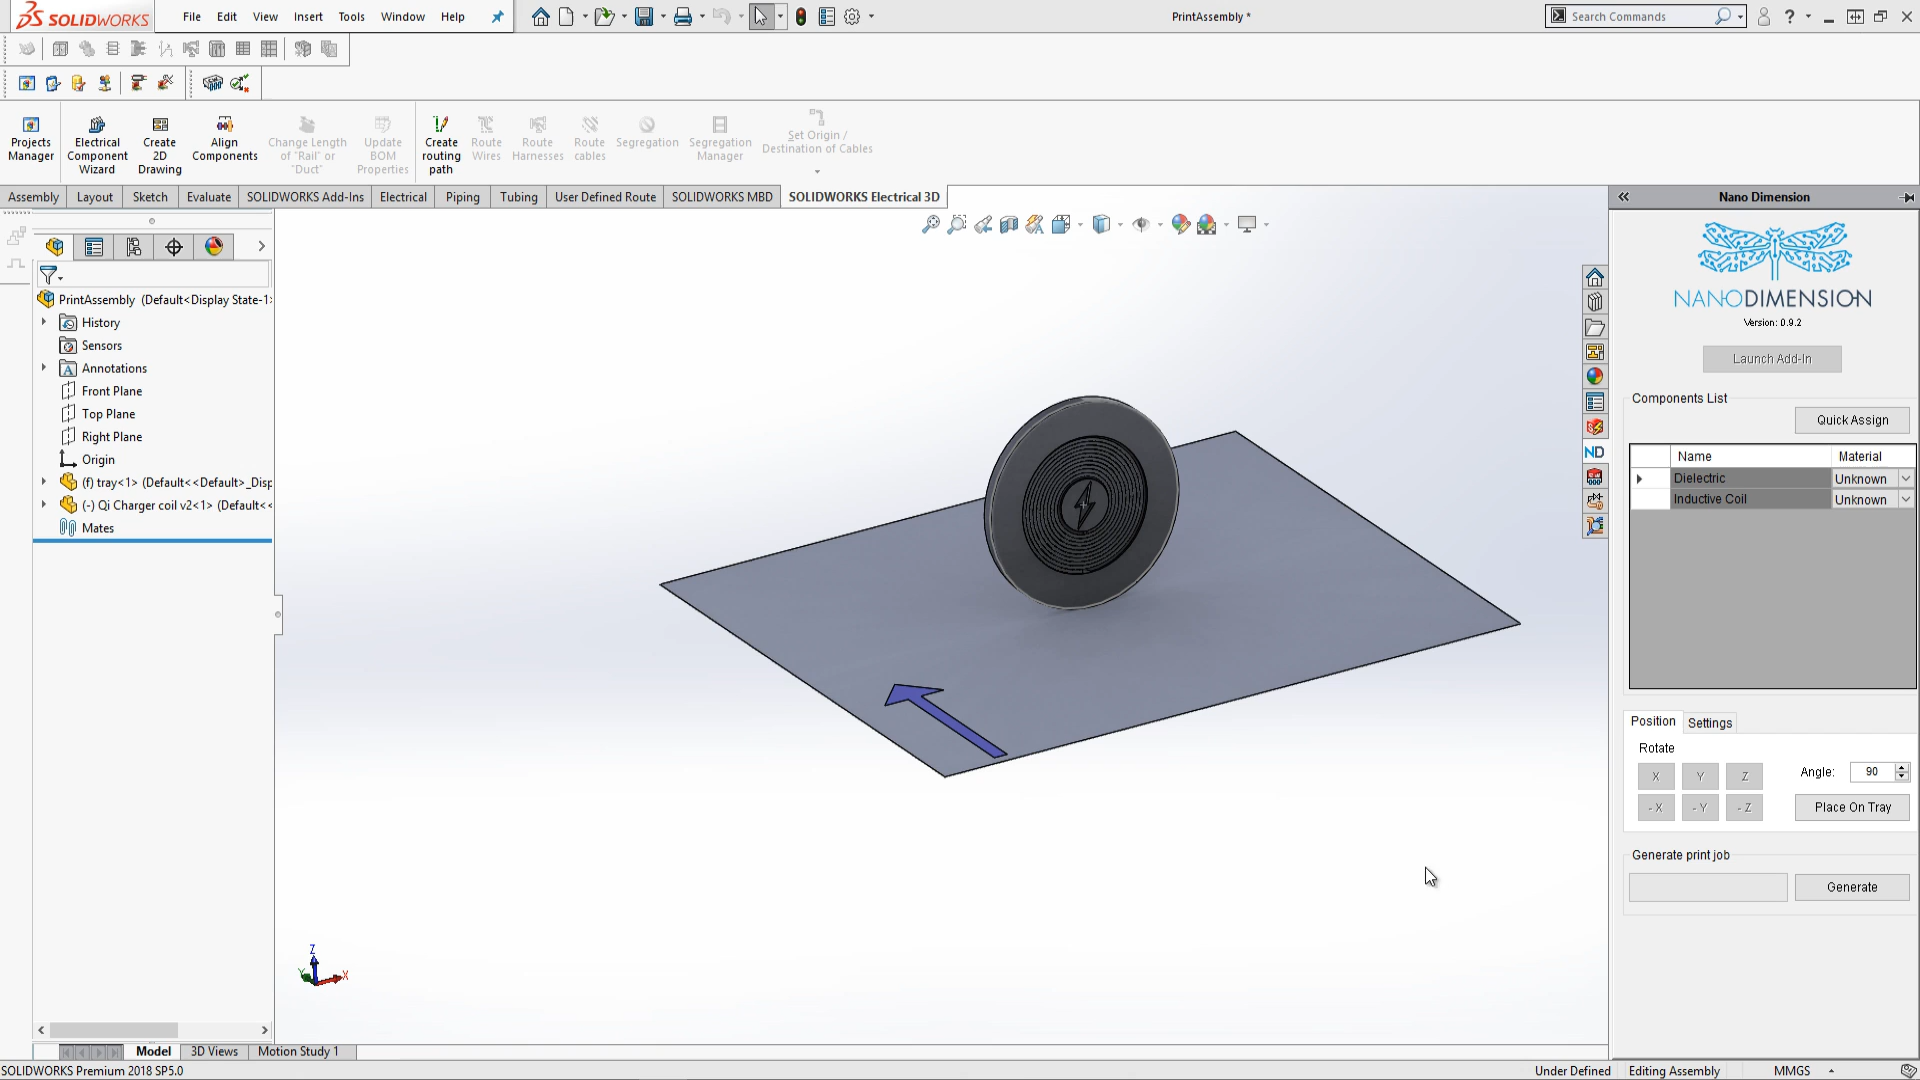 SOLIDWORKS
File Edit View Insert Tools Window Help
PrintAssembly *
Search Commands
?
Projects Manager
Electrical Component Wizard
Create 2D Drawing
Align Components
Change Length of "Rail" or "Duct"
Update BOM Properties
Create routing path
Route Wires
Route Harnesses
Route cables
Segregation
Segregation Manager
Set Origin / Destination of Cables
Assembly Layout Sketch Evaluate SOLIDWORKS Add-Ins Electrical Piping Tubing User Defined Route SOLIDWORKS MBD SOLIDWORKS Electrical 3D
PrintAssembly (Default<Display State-1>
History
Sensors
A Annotations
Front Plane
Top Plane
Right Plane
Origin
(f) tray<1> (Default<<Default>_Disp
(-) Qi Charger coil v2<1> (Default<<
Mates
Z
Y
X
ND
Nano Dimension
NANODIMENSION
Version: 0.9.2
Launch Add-In
Components List
Quick Assign
Name Material
Dielectric Unknown
Inductive Coil Unknown
Position Settings
Rotate
X Y Z Angle: 90
- X - Y - Z Place On Tray
Generate print job
Generate
Model 3D Views Motion Study 1
SOLIDWORKS Premium 2018 SP5.0
Under Defined Editing Assembly MMGS